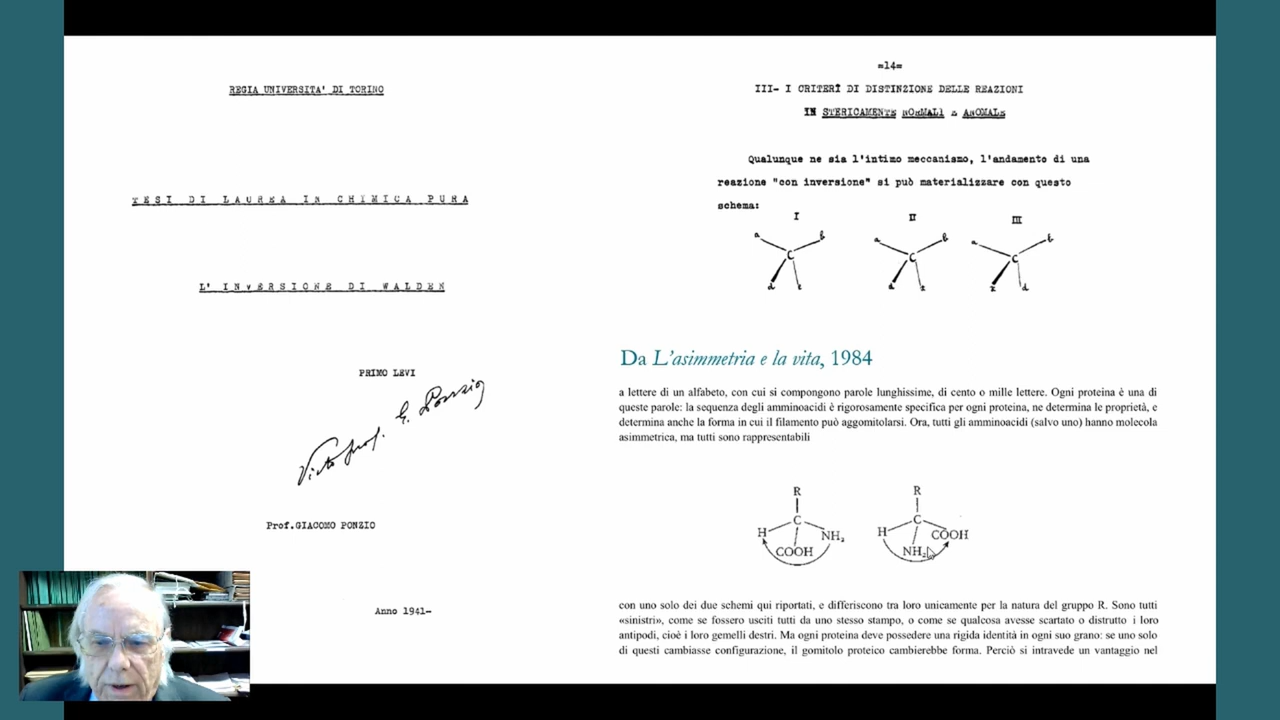 REGIA UNIVERSITA' DI TORINO
TESI DI LAUREA IN CHIMICA PURA
L' INVERSIONE DI WALDEN
PRIMO LEVI
Visto prof. G. Ponzio
Prof.GIACOMO PONZIO
Anno 1941-
=14=
III- I CRITERI DI DISTINZIONE DELLE REAZIONI
IN STERICAMENTE NORMALI E ANOMALE
Qualunque ne sia l'intimo meccanismo, l'andamento di una
reazione "con inversione" si può materializzare con questo
schema:
I II III
a b a b a b
C C C
d d d
Da L'asimmetria e la vita, 1984
a lettere di un alfabeto, con cui si compongono parole lunghissime, di cento o mille lettere. Ogni proteina è una di
queste parole: la sequenza degli amminoacidi è rigorosamente specifica per ogni proteina, ne determina le proprietà, e
determina anche la forma in cui il filamento può aggomitolarsi. Ora, tutti gli amminoacidi (salvo uno) hanno molecola
asimmetrica, ma tutti sono rappresentabili
R R
C C
H NH₂ H COOH
COOH NH₂
con uno solo dei due schemi qui riportati, e differiscono tra loro unicamente per la natura del gruppo R. Sono tutti
«sinistri», come se fossero usciti tutti da uno stesso stampo, o come se qualcosa avesse scartato o distrutto i loro
antipodi, cioè i loro gemelli destri. Ma ogni proteina deve possedere una rigida identità in ogni suo grano: se uno solo
di questi cambiasse configurazione, il gomitolo proteico cambierebbe forma. Perciò si intravede un vantaggio nel